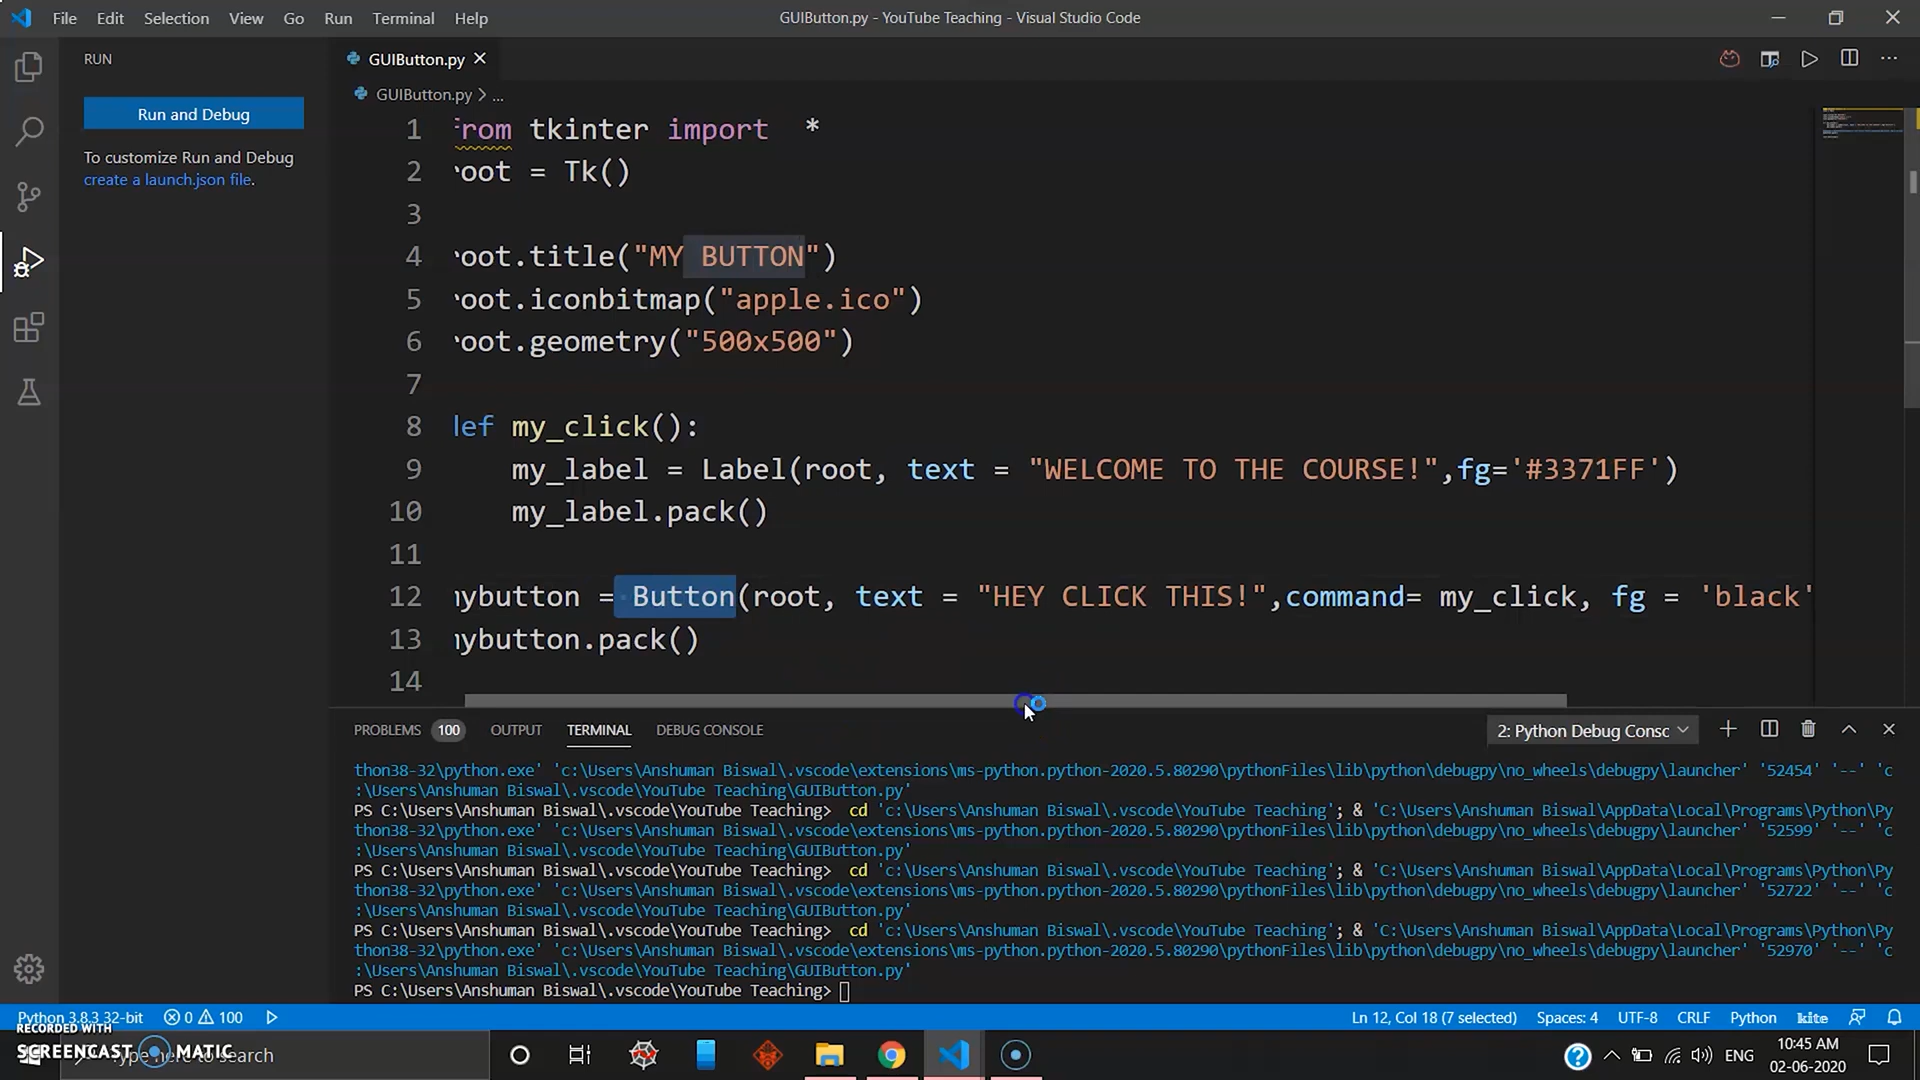 File Edit Selection View Go Run Terminal Help
GUIButton.py - YouTube Teaching - Visual Studio Code
RUN
GUIButton.py
Run and Debug
To customize Run and Debug
create a launch.json file.
GUIButton.py > ...
1 from tkinter import *
2 root = Tk()
3
4 root.title("MY BUTTON")
5 root.iconbitmap("apple.ico")
6 root.geometry("500x500")
7
8 def my_click():
9 my_label = Label(root, text = "WELCOME TO THE COURSE!",fg='#3371FF')
10 my_label.pack()
11
12 mybutton = Button(root, text = "HEY CLICK THIS!",command= my_click, fg = 'black'
13 mybutton.pack()
14
PROBLEMS 100 OUTPUT TERMINAL DEBUG CONSOLE
2: Python Debug Consc
thon38-32\python.exe' 'c:\Users\Anshuman Biswal\.vscode\extensions\ms-python.python-2020.5.80290\pythonFiles\lib\python\debugpy\no_wheels\debugpy\launcher' '52454' '--' 'c
:\Users\Anshuman Biswal\.vscode\YouTube Teaching\GUIButton.py'
PS C:\Users\Anshuman Biswal\.vscode\YouTube Teaching> cd 'c:\Users\Anshuman Biswal\.vscode\YouTube Teaching'; & 'C:\Users\Anshuman Biswal\AppData\Local\Programs\Python\Py
thon38-32\python.exe' 'c:\Users\Anshuman Biswal\.vscode\extensions\ms-python.python-2020.5.80290\pythonFiles\lib\python\debugpy\no_wheels\debugpy\launcher' '52599' '--' 'c
:\Users\Anshuman Biswal\.vscode\YouTube Teaching\GUIButton.py'
PS C:\Users\Anshuman Biswal\.vscode\YouTube Teaching> cd 'c:\Users\Anshuman Biswal\.vscode\YouTube Teaching'; & 'C:\Users\Anshuman Biswal\AppData\Local\Programs\Python\Py
thon38-32\python.exe' 'c:\Users\Anshuman Biswal\.vscode\extensions\ms-python.python-2020.5.80290\pythonFiles\lib\python\debugpy\no_wheels\debugpy\launcher' '52722' '--' 'c
:\Users\Anshuman Biswal\.vscode\YouTube Teaching\GUIButton.py'
PS C:\Users\Anshuman Biswal\.vscode\YouTube Teaching> cd 'c:\Users\Anshuman Biswal\.vscode\YouTube Teaching'; & 'C:\Users\Anshuman Biswal\AppData\Local\Programs\Python\Py
thon38-32\python.exe' 'c:\Users\Anshuman Biswal\.vscode\extensions\ms-python.python-2020.5.80290\pythonFiles\lib\python\debugpy\no_wheels\debugpy\launcher' '52970' '--' 'c
:\Users\Anshuman Biswal\.vscode\YouTube Teaching\GUIButton.py'
PS C:\Users\Anshuman Biswal\.vscode\YouTube Teaching>
Python 3.8.3 32-bit 0 100
Ln 12, Col 18 (7 selected) Spaces: 4 UTF-8 CRLF Python kite
RECORDED WITH
SCREENCAST MATIC
Type here to search
ENG
10:45 AM
02-06-2020